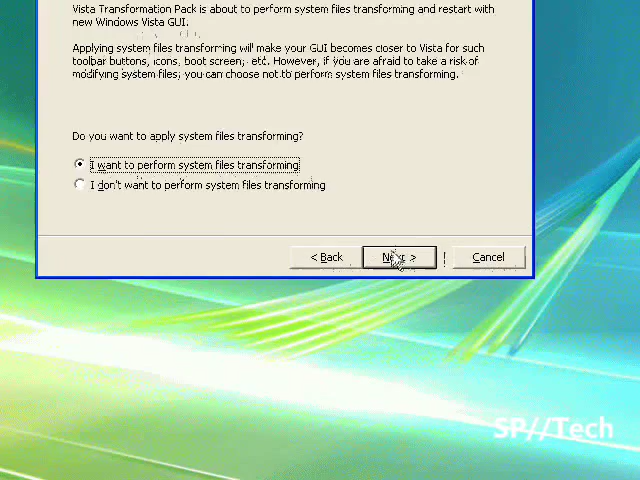 Vista Transformation Pack is about to perform system files transforming and restart with
new Windows Vista GUI.
Applying system files transforming will make your GUI becomes closer to Vista for such
toolbar buttons, icons, boot screen, etc. However, if you are afraid to take a risk of
modifying system files, you can choose not to perform system files transforming.
Do you want to apply system files transforming?
I want to perform system files transforming
I don't want to perform system files transforming
< Back Next > Cancel
SP//Tech